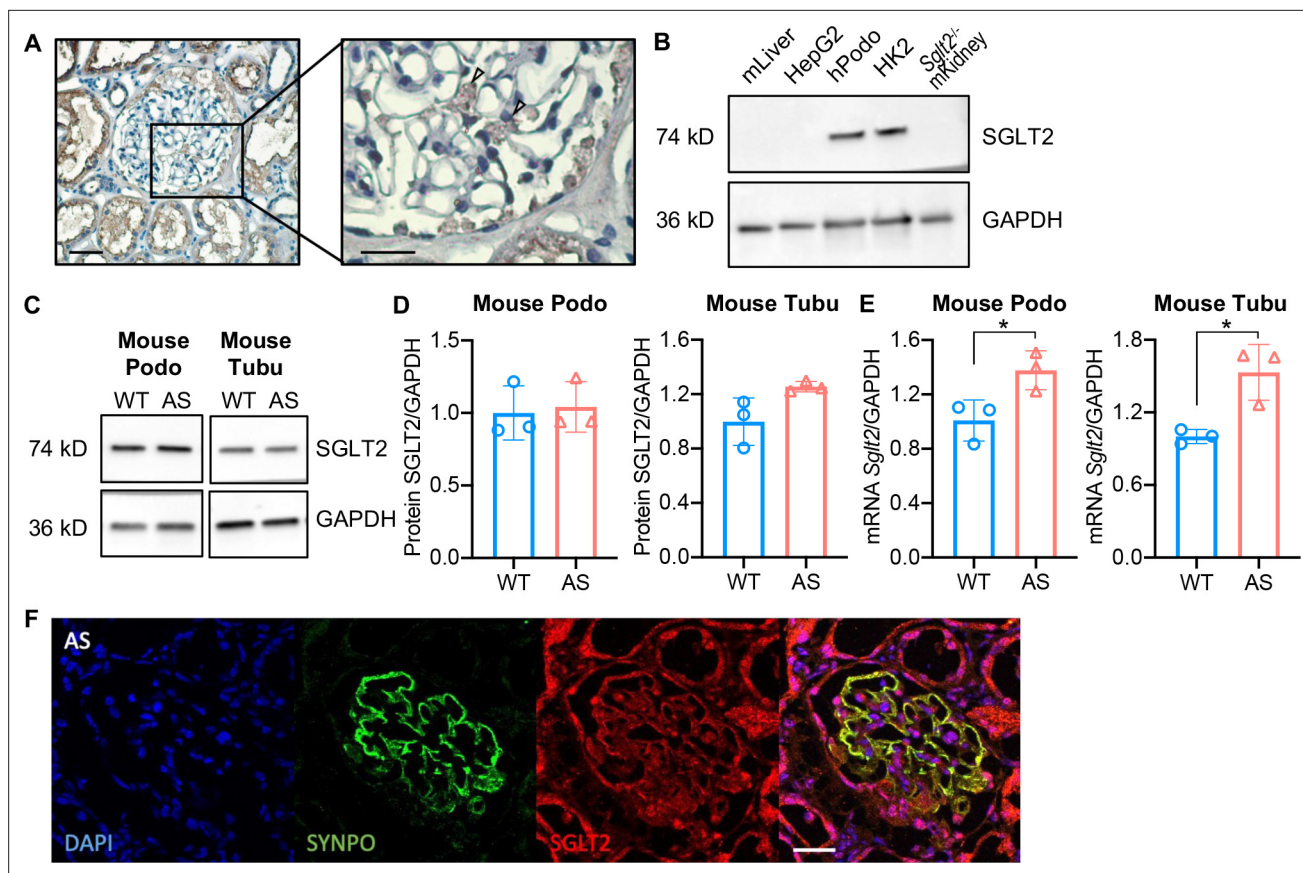 A
B
mLiver
HepG2
hPodo
HK2
Sglt2-/-
mKidney
74 kD
SGLT2
36 kD
GAPDH
C
Mouse
Podo
Mouse
Tubu
WT AS WT AS
74 kD
SGLT2
36 kD
GAPDH
D
Mouse Podo
Protein SGLT2/GAPDH
1.5
1.0
0.5
0.0
WT AS
Mouse Tubu
Protein SGLT2/GAPDH
1.6
1.2
0.8
0.4
0.0
WT AS
E
Mouse Podo
*
mRNA Sglt2/GAPDH
1.6
1.2
0.8
0.4
0.0
WT AS
Mouse Tubu
*
mRNA Sglt2/GAPDH
1.8
1.2
0.6
0.0
WT AS
F
AS
DAPI
SYNPO
SGLT2